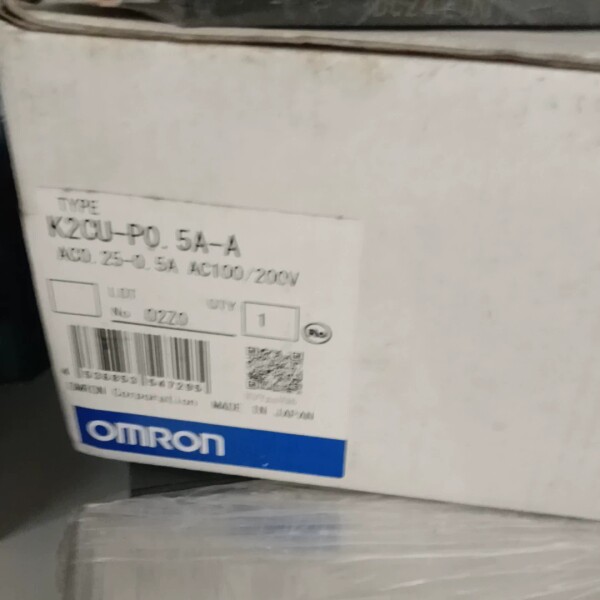 TYPE
K2CU-P0.5A-A
AC0.25-0.5A AC100/200V
LOT No 02Z0 QTY 1
OMRON Corporation MADE IN JAPAN
OMRON